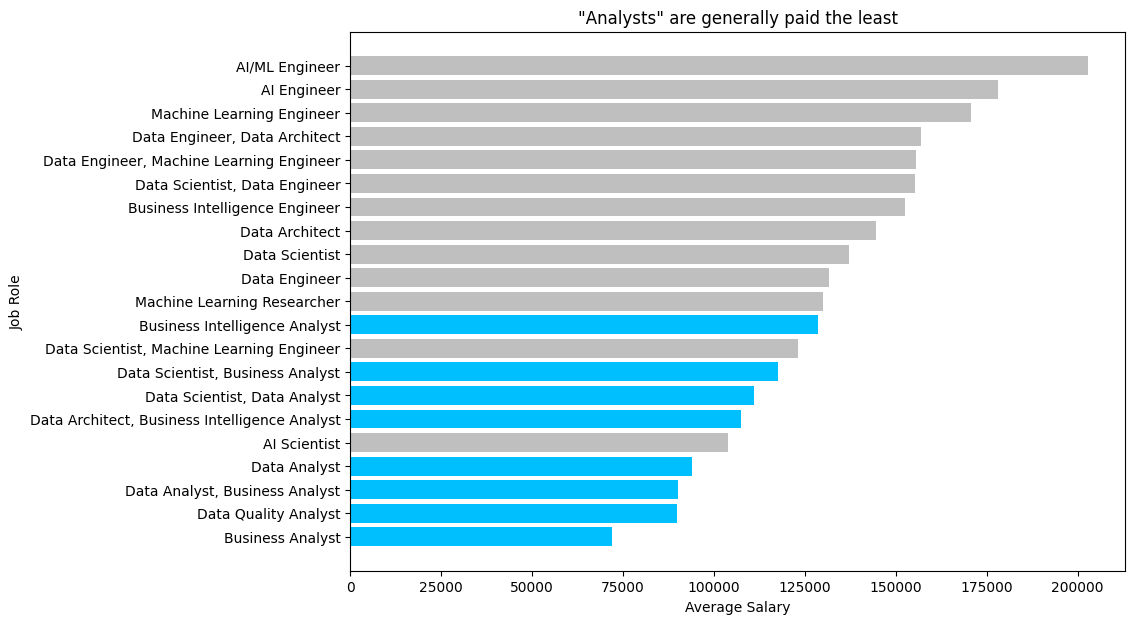 "Analysts" are generally paid the least
Job Role
AI/ML Engineer
AI Engineer
Machine Learning Engineer
Data Engineer, Data Architect
Data Engineer, Machine Learning Engineer
Data Scientist, Data Engineer
Business Intelligence Engineer
Data Architect
Data Scientist
Data Engineer
Machine Learning Researcher
Business Intelligence Analyst
Data Scientist, Machine Learning Engineer
Data Scientist, Business Analyst
Data Scientist, Data Analyst
Data Architect, Business Intelligence Analyst
AI Scientist
Data Analyst
Data Analyst, Business Analyst
Data Quality Analyst
Business Analyst
0 25000 50000 75000 100000 125000 150000 175000 200000
Average Salary